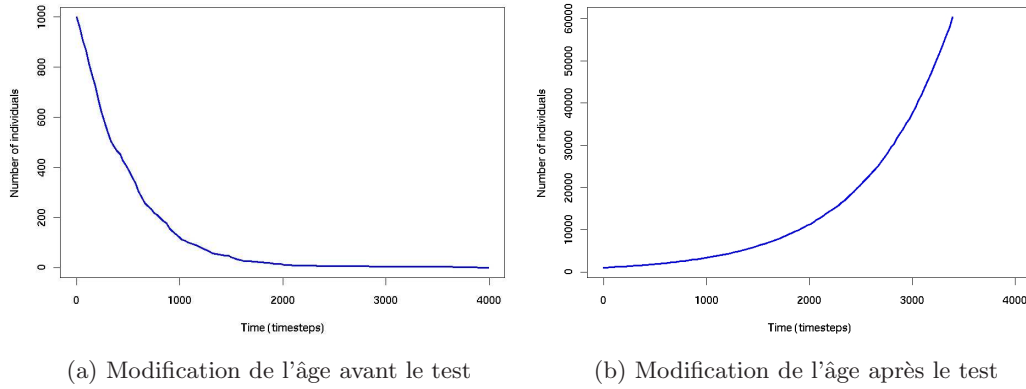 Number of individuals
1000
800
600
400
200
0
0 1000 2000 3000 4000
Time (timesteps)
(a) Modification de l'âge avant le test
Number of individuals
60000
50000
40000
30000
20000
10000
0
0 1000 2000 3000 4000
Time (timesteps)
(b) Modification de l'âge après le test